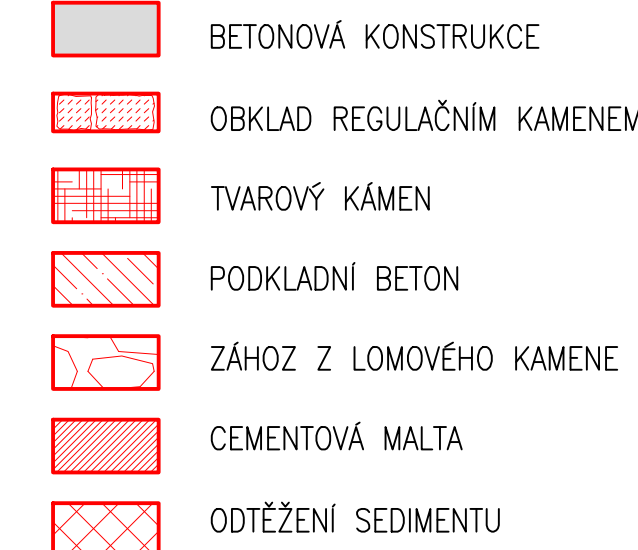 BETONOVÁ KONSTRUKCE
OBKLAD REGULAČNÍM KAMENEM
TVAROVÝ KÁMEN
PODKLADNÍ BETON
ZÁHOZ Z LOMOVÉHO KAMENE
CEMENTOVÁ MALTA
ODTĚŽENÍ SEDIMENTU